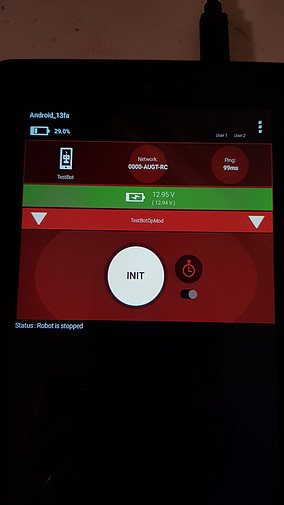 Android_13fa
29.0%
User 1 User 2
TestBot
Network:
0000-AUGT-RC
Ping:
99ms
12.95 V
( 12.94 V )
TestBotOpMod
INIT
Status : Robot is stopped